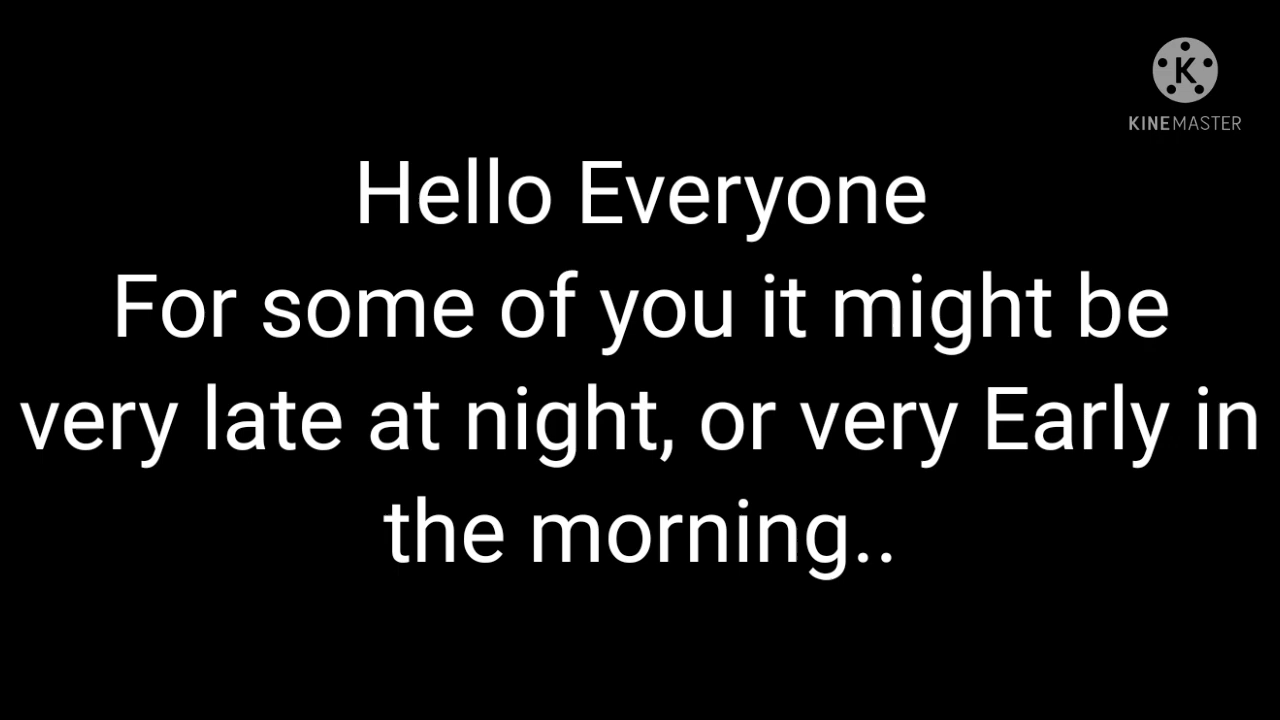 K
KINEMASTER
Hello Everyone
For some of you it might be
very late at night, or very Early in
the morning..